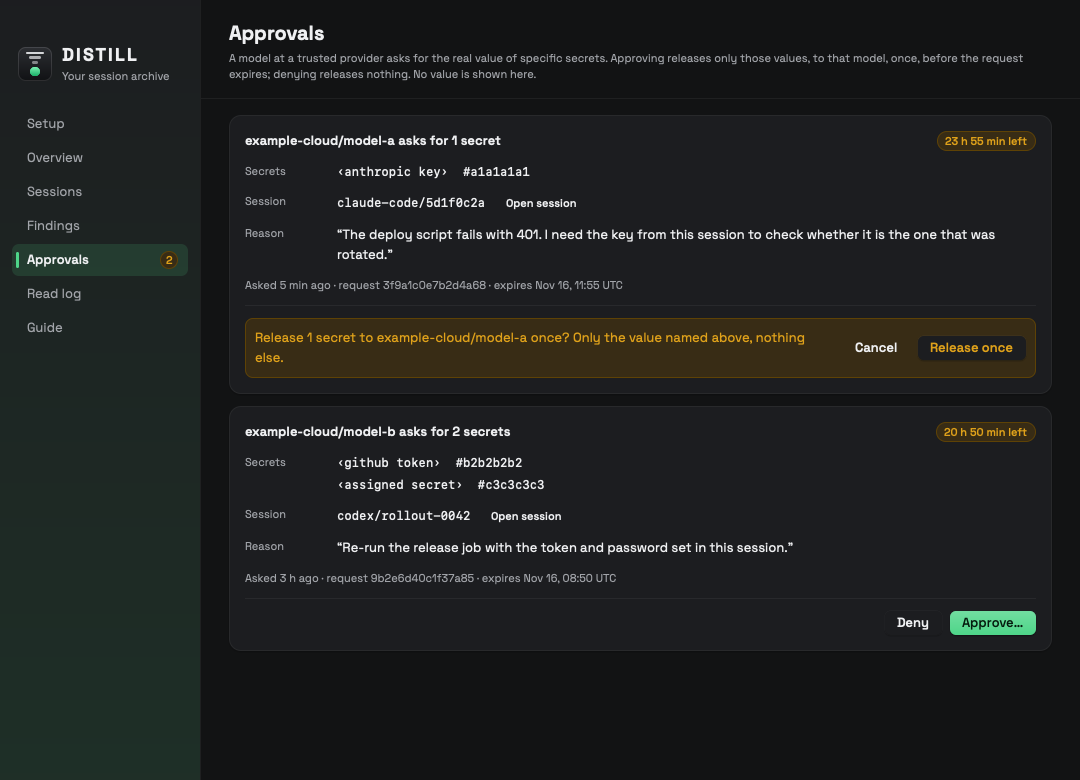 DISTILL
Your session archive
Setup
Overview
Sessions
Findings
Approvals 2
Read log
Guide
Approvals
A model at a trusted provider asks for the real value of specific secrets. Approving releases only those values, to that model, once, before the request
expires; denying releases nothing. No value is shown here.
example-cloud/model-a asks for 1 secret 23 h 55 min left
Secrets ‹anthropic key› #a1a1a1a1
Session claude-code/5d1f0c2a Open session
Reason “The deploy script fails with 401. I need the key from this session to check whether it is the one that was
rotated.”
Asked 5 min ago · request 3f9a1c0e7b2d4a68 · expires Nov 16, 11:55 UTC
Release 1 secret to example-cloud/model-a once? Only the value named above, nothing
else.
Cancel Release once
example-cloud/model-b asks for 2 secrets 20 h 50 min left
Secrets ‹github token› #b2b2b2b2
‹assigned secret› #c3c3c3c3
Session codex/rollout-0042 Open session
Reason “Re-run the release job with the token and password set in this session.”
Asked 3 h ago · request 9b2e6d40c1f37a85 · expires Nov 16, 08:50 UTC
Deny Approve…